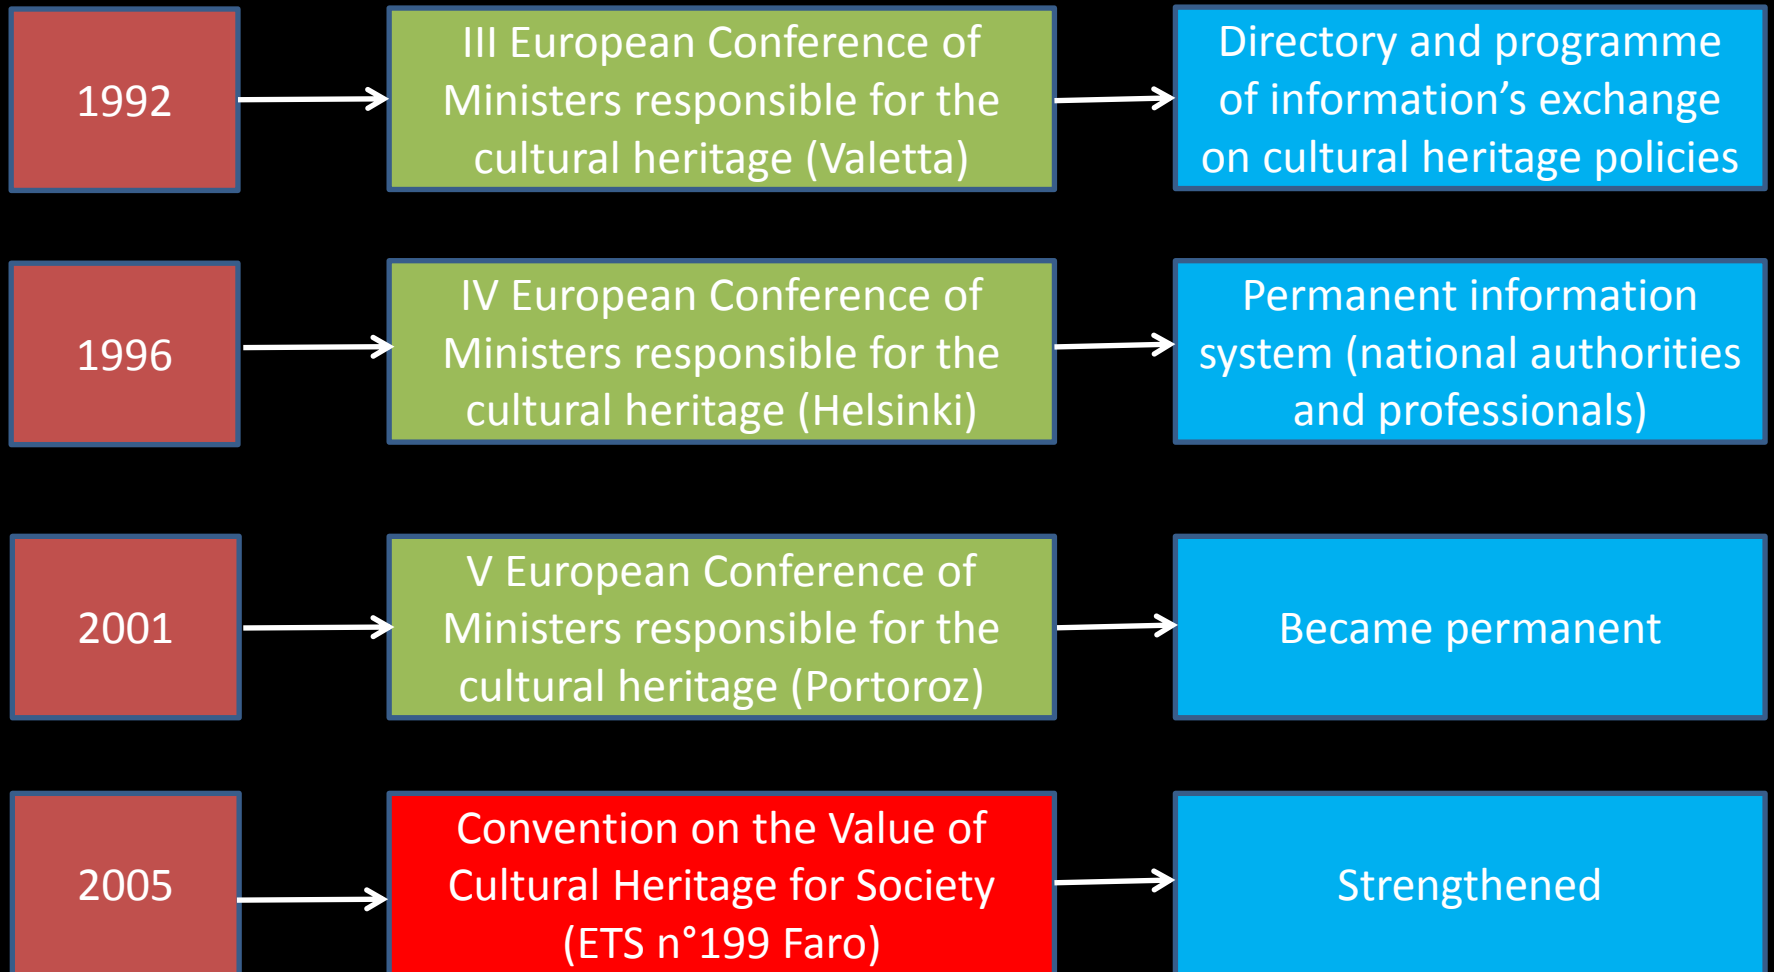 1992
III European Conference of
Ministers responsible for the
cultural heritage (Valetta)
Directory and programme
of information’s exchange
on cultural heritage policies
1996
IV European Conference of
Ministers responsible for the
cultural heritage (Helsinki)
Permanent information
system (national authorities
and professionals)
2001
V European Conference of
Ministers responsible for the
cultural heritage (Portoroz)
Became permanent
2005
Convention on the Value of
Cultural Heritage for Society
(ETS n°199 Faro)
Strengthened